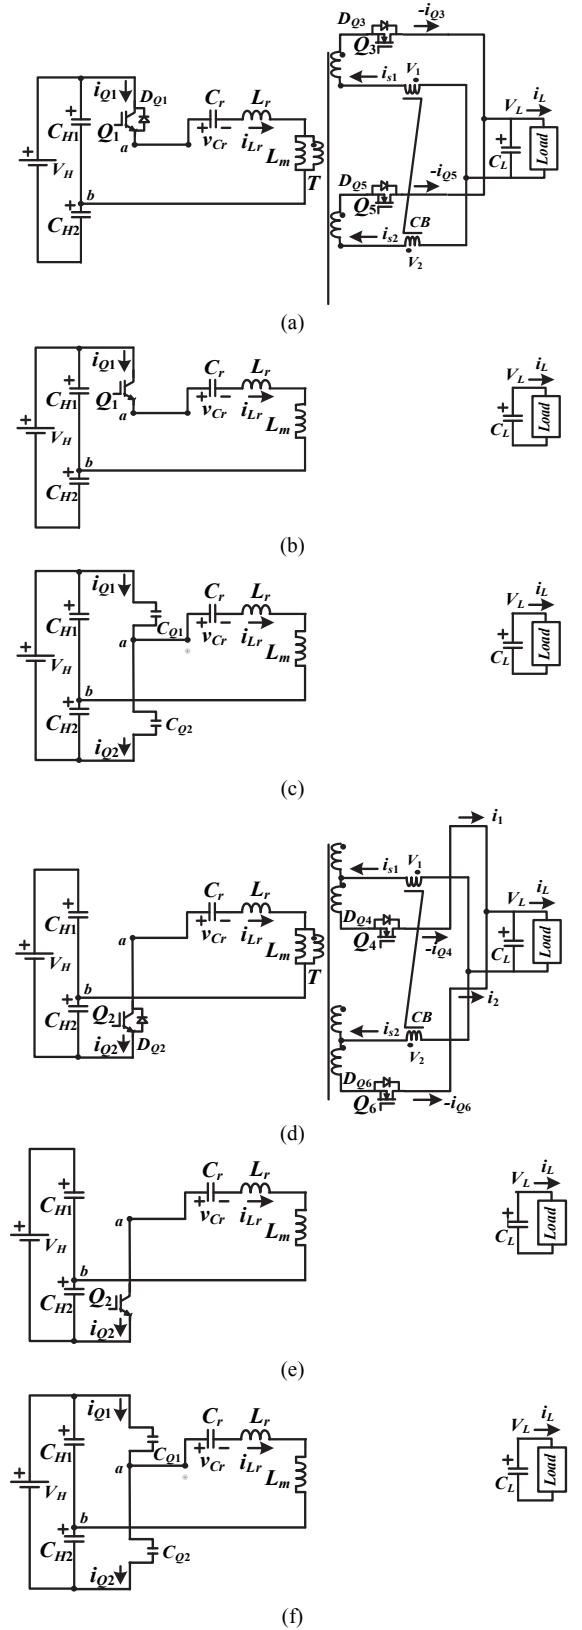 D_Q3 -i_Q3
Q_3
i_Q1 D_Q1 C_r L_r i_s1 V_1 i_L
V_L
C_H1 Q_1 a v_Cr i_Lr L_m C_L Load
V_H T D_Q5 -i_Q5
b Q_5
C_H2 i_s2 CB
V_2
(a)
i_Q1 C_r L_r V_L i_L
C_H1 Q_1 a v_Cr i_Lr L_m C_L Load
V_H b
C_H2
(b)
i_Q1 C_r L_r V_L i_L
C_H1 a C_Q1 v_Cr i_Lr L_m C_L Load
V_H b
C_H2 i_Q2 C_Q2
(c)
i_1
i_s1 V_1
C_r L_r V_L i_L
C_H1 a v_Cr i_Lr L_m D_Q4 Q_4 -i_Q4 C_L Load
V_H b T
C_H2 Q_2 i_s2 CB i_2
i_Q2 D_Q2 V_2
D_Q6
Q_6 -i_Q6
(d)
C_r L_r V_L i_L
C_H1 a v_Cr i_Lr L_m C_L Load
V_H b
C_H2 Q_2
i_Q2
(e)
i_Q1 C_r L_r V_L i_L
C_H1 a C_Q1 v_Cr i_Lr L_m C_L Load
V_H b
C_H2 C_Q2
i_Q2
(f)